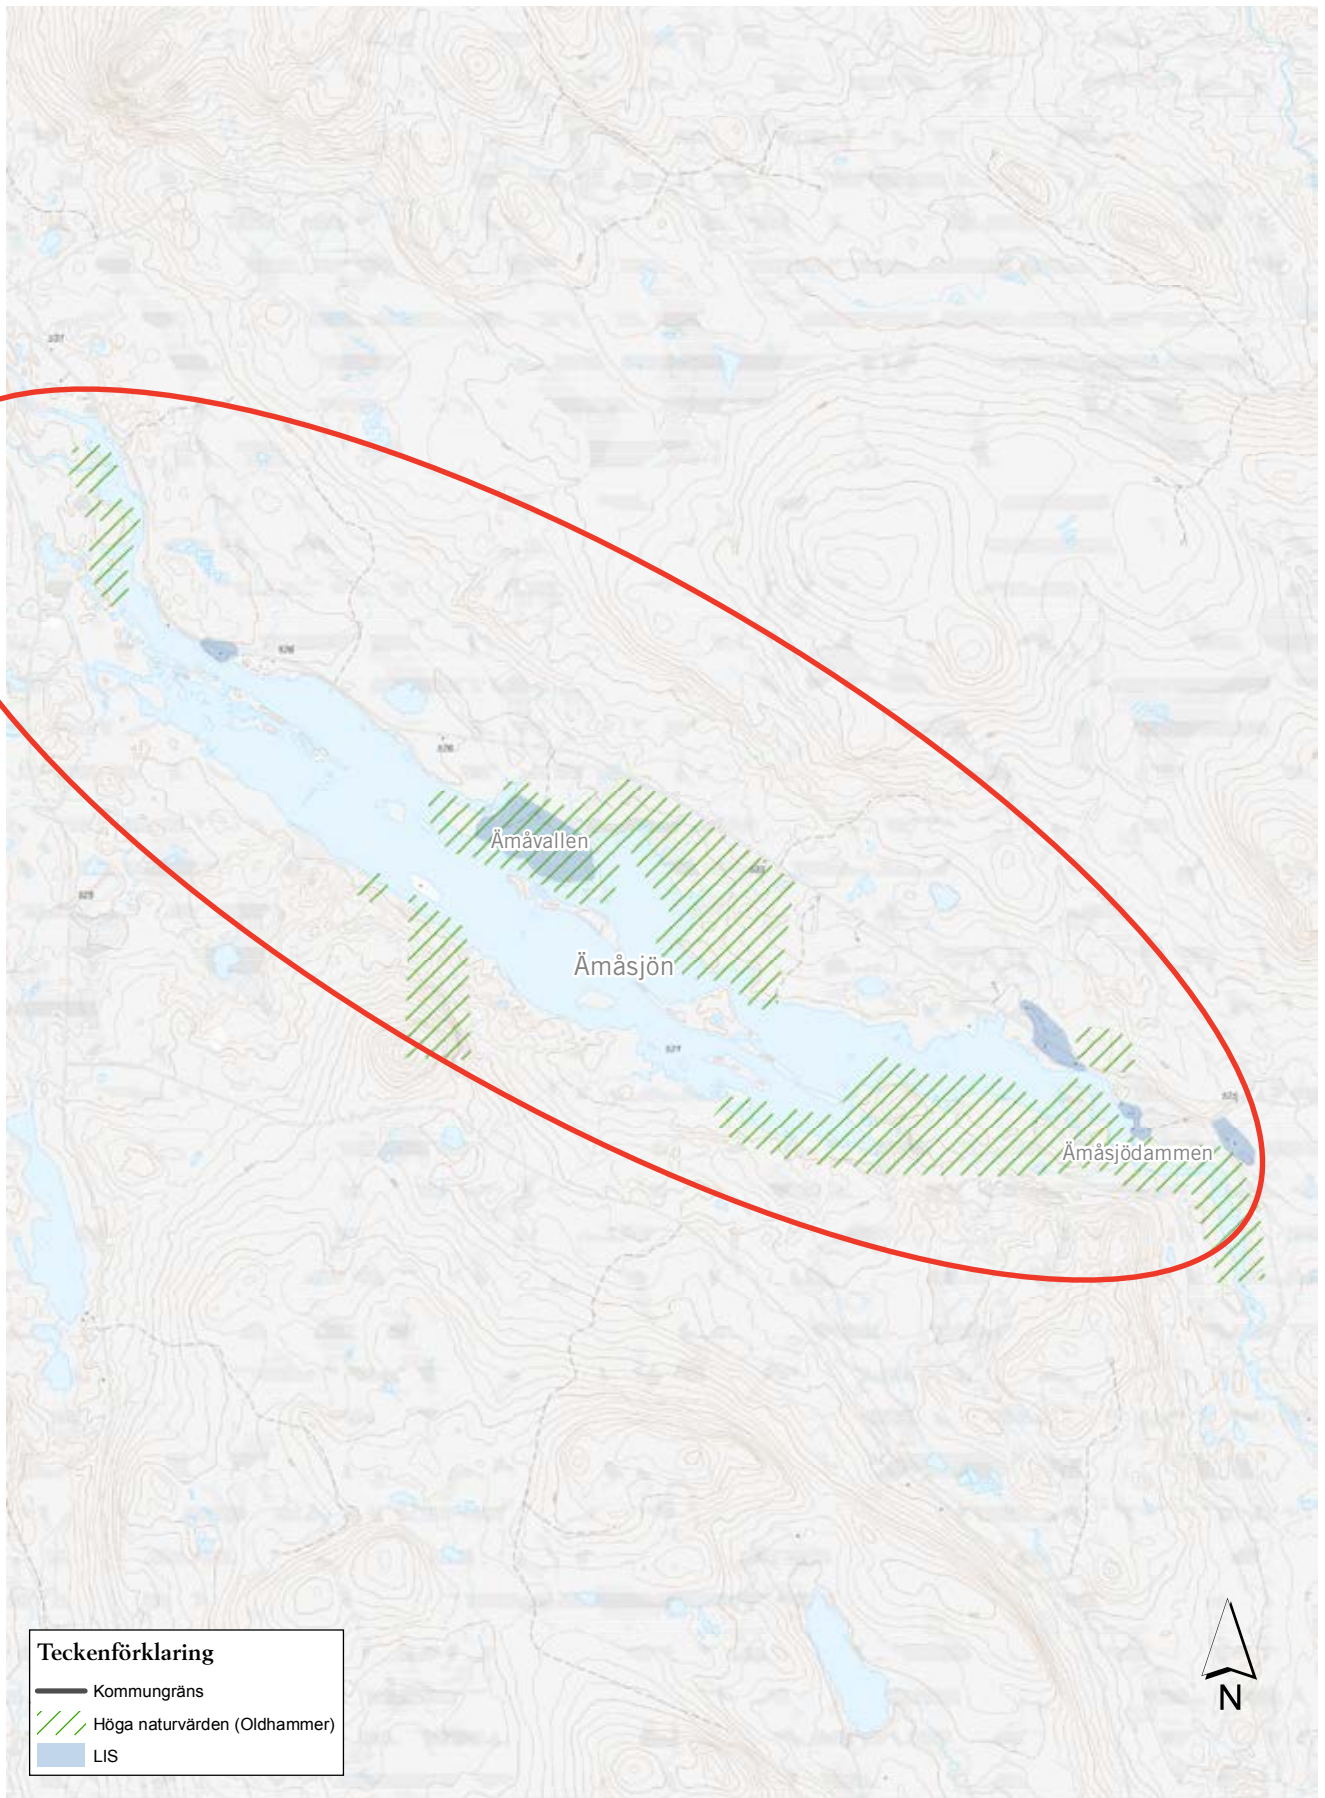 Ämåvallen
Ämåsjön
Ämåsjödammen
Teckenförklaring
Kommungräns
Höga naturvärden (Oldhammer)
LIS
N